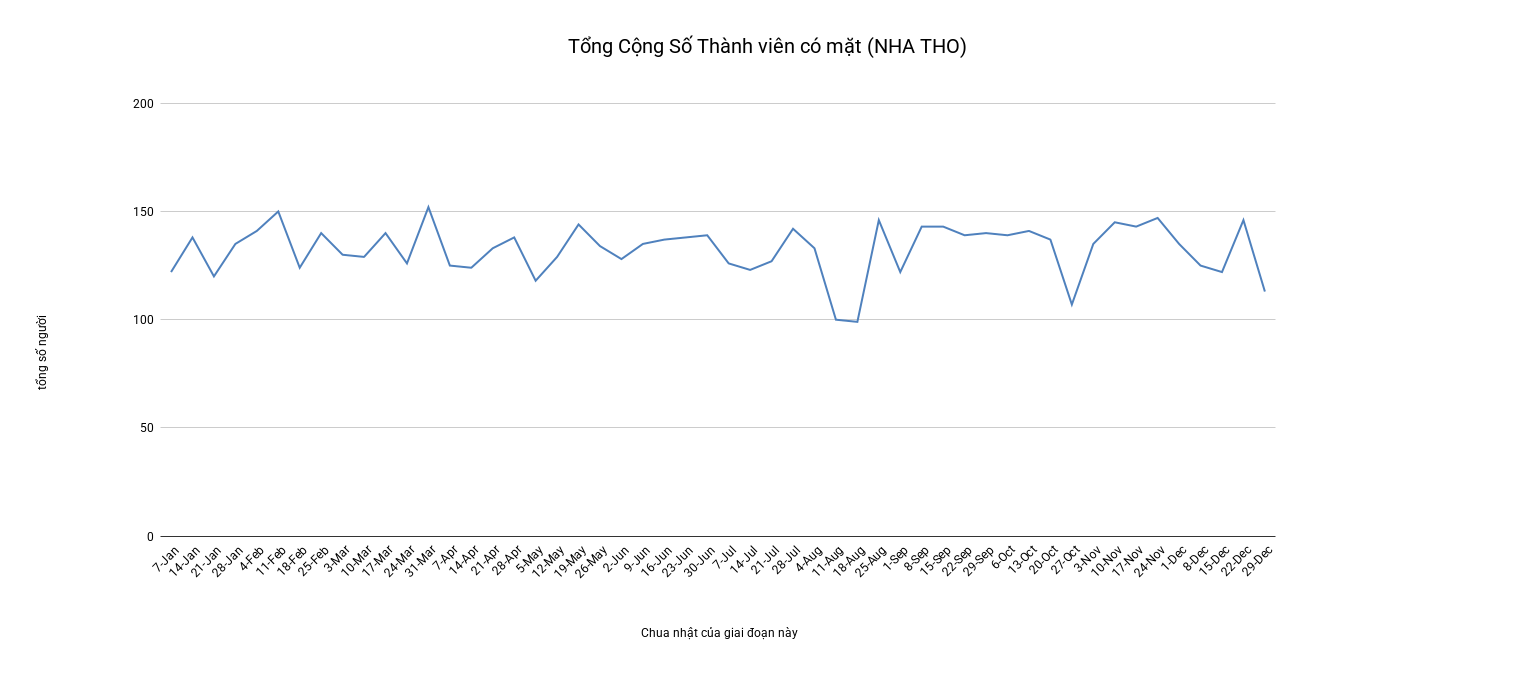 Tổng Cộng Số Thành viên có mặt (NHA THO)
200
150
100
50
0
tổng số người
7-Jan 14-Jan 21-Jan 28-Jan 4-Feb 11-Feb 18-Feb 25-Feb 3-Mar 10-Mar 17-Mar 24-Mar 31-Mar 7-Apr 14-Apr 21-Apr 28-Apr 5-May 12-May 19-May 26-May 2-Jun 9-Jun 16-Jun 23-Jun 30-Jun 7-Jul 14-Jul 21-Jul 28-Jul 4-Aug 11-Aug 18-Aug 25-Aug 1-Sep 8-Sep 15-Sep 22-Sep 29-Sep 6-Oct 13-Oct 20-Oct 27-Oct 3-Nov 10-Nov 17-Nov 24-Nov 1-Dec 8-Dec 15-Dec 22-Dec 29-Dec
Chua nhật của giai đoạn này